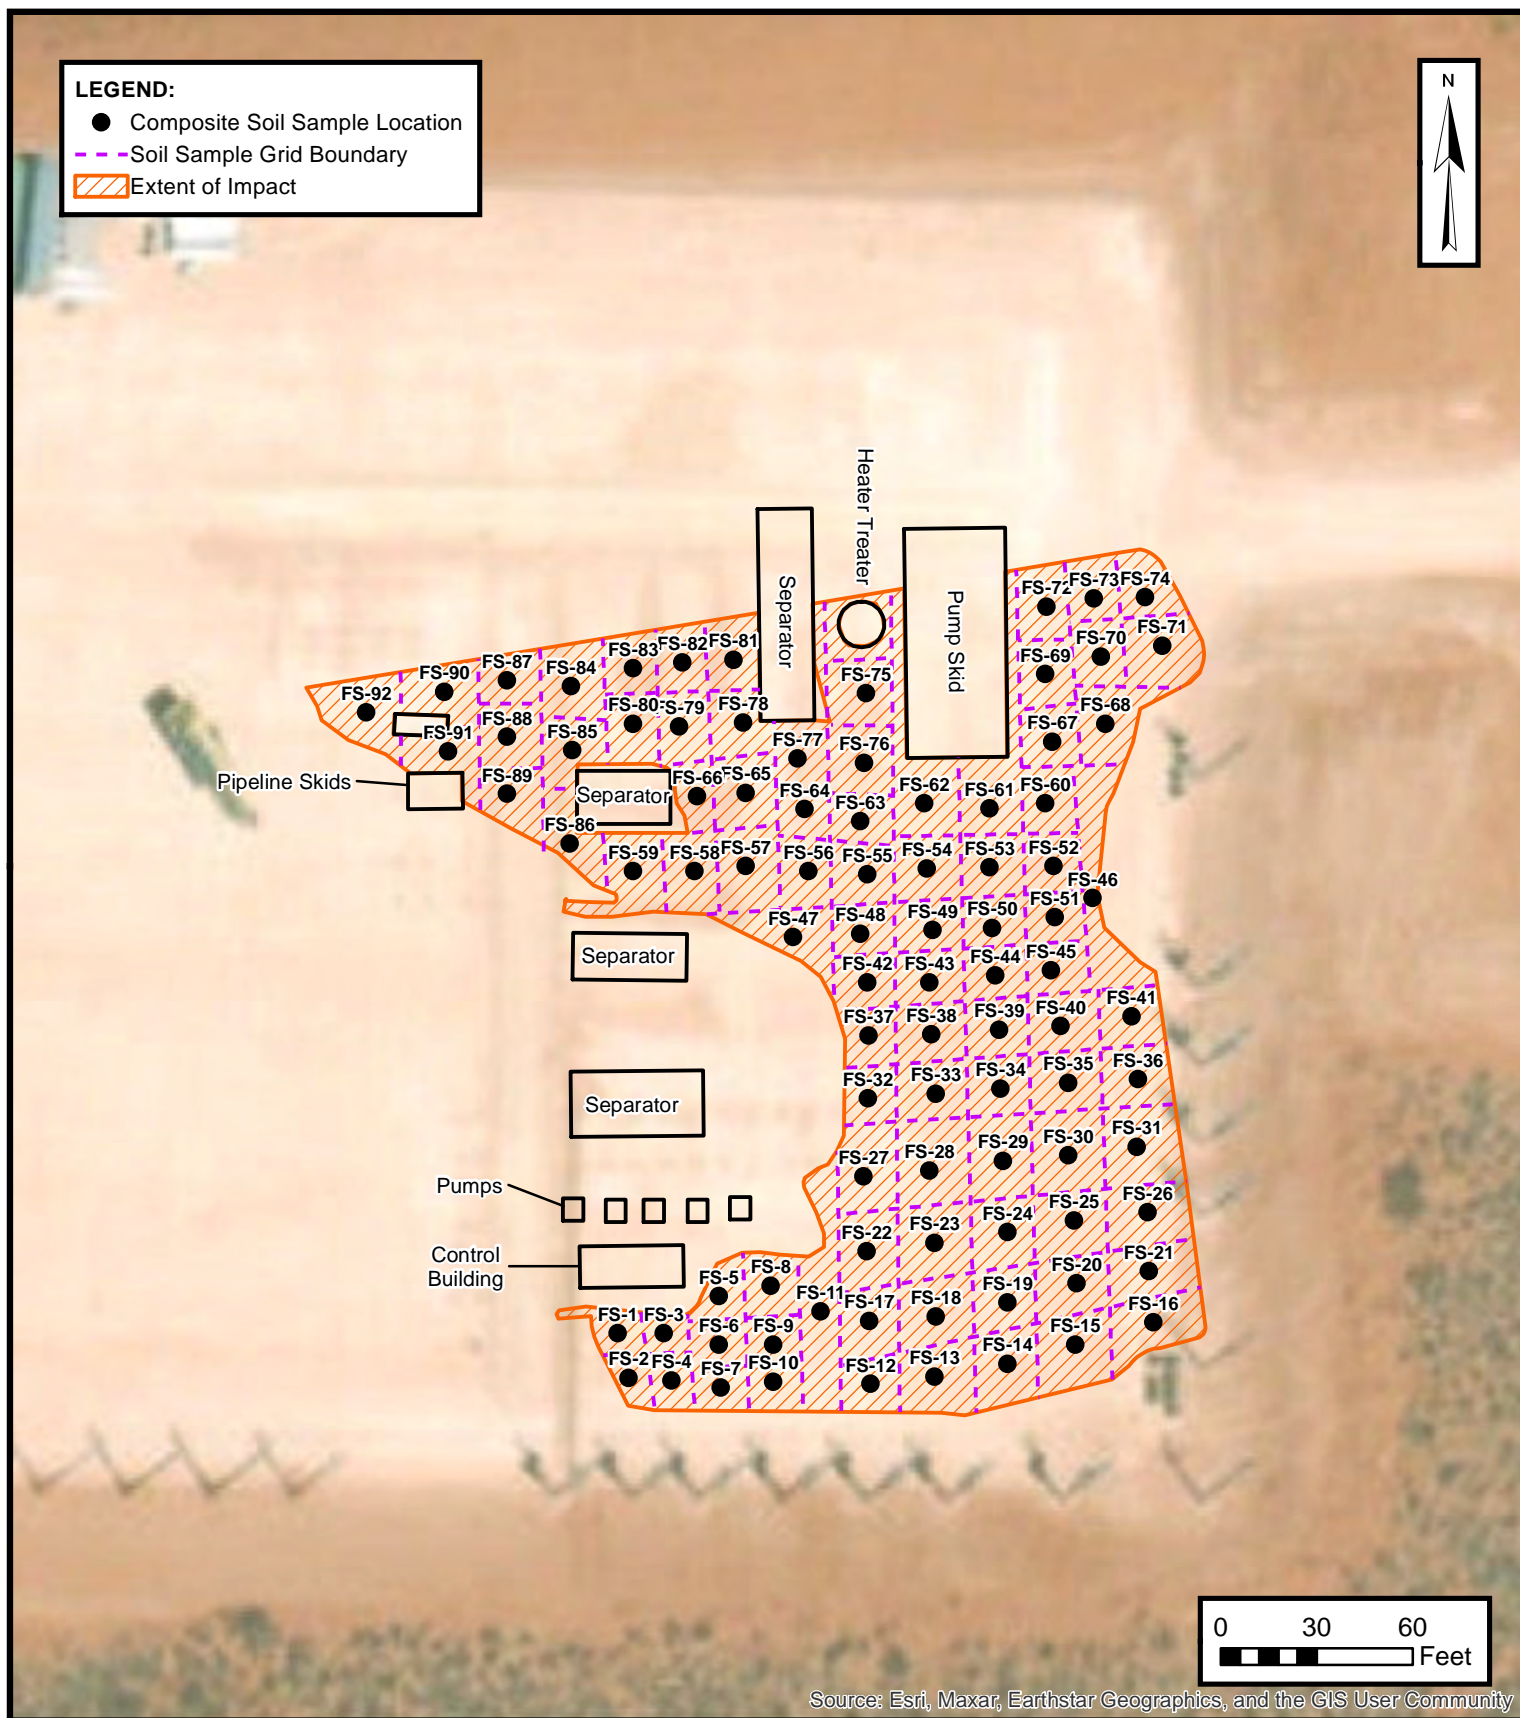 LEGEND:
Composite Soil Sample Location
Soil Sample Grid Boundary
Extent of Impact
N
Heater Treater
Separator
Pump Skid
FS-72
FS-73
FS-74
FS-71
FS-70
FS-69
FS-68
FS-67
FS-75
FS-76
FS-77
FS-81
FS-82
FS-83
FS-84
FS-87
FS-90
FS-92
FS-78
FS-79
FS-80
FS-85
FS-88
FS-91
FS-89
Pipeline Skids
Separator
FS-86
FS-66
FS-65
FS-64
FS-63
FS-62
FS-61
FS-60
FS-59
FS-58
FS-57
FS-56
FS-55
FS-54
FS-53
FS-52
FS-46
FS-47
FS-48
FS-49
FS-50
FS-51
Separator
FS-42
FS-43
FS-44
FS-45
FS-37
FS-38
FS-39
FS-40
FS-41
FS-32
FS-33
FS-34
FS-35
FS-36
Separator
FS-27
FS-28
FS-29
FS-30
FS-31
Pumps
FS-22
FS-23
FS-24
FS-25
FS-26
Control
Building
FS-5
FS-8
FS-11
FS-17
FS-18
FS-19
FS-20
FS-21
FS-1
FS-3
FS-6
FS-9
FS-2
FS-4
FS-7
FS-10
FS-12
FS-13
FS-14
FS-15
FS-16
0 30 60
Feet
Source: Esri, Maxar, Earthstar Geographics, and the GIS User Community